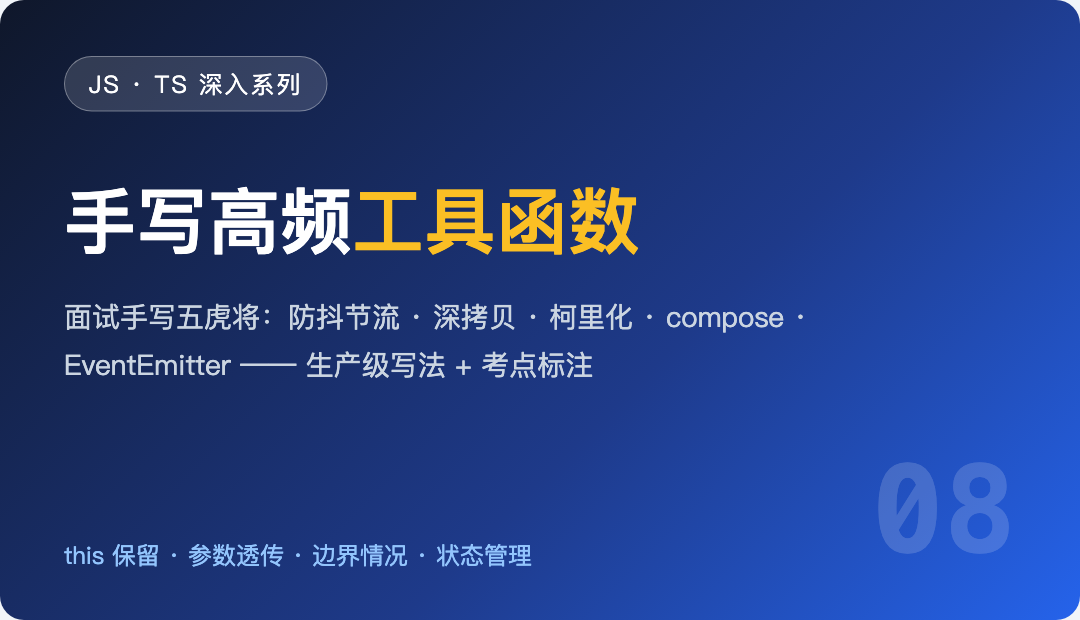 JS · TS 深入系列
手写高频工具函数
面试手写五虎将：防抖节流 · 深拷贝 · 柯里化 · compose ·
EventEmitter —— 生产级写法 + 考点标注
08
this 保留 · 参数透传 · 边界情况 · 状态管理